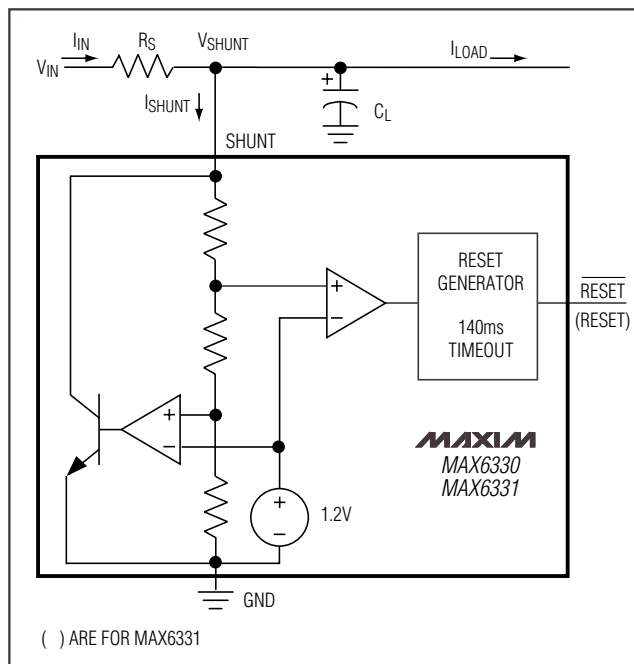 I_IN R_S V_SHUNT I_LOAD
V_IN
I_SHUNT + C_L
SHUNT
RESET
GENERATOR
140ms
TIMEOUT
+
−
R̅E̅S̅E̅T̅
(RESET)
+
−
MAXIM
MAX6330
MAX6331
+
−
1.2V
GND
( ) ARE FOR MAX6331